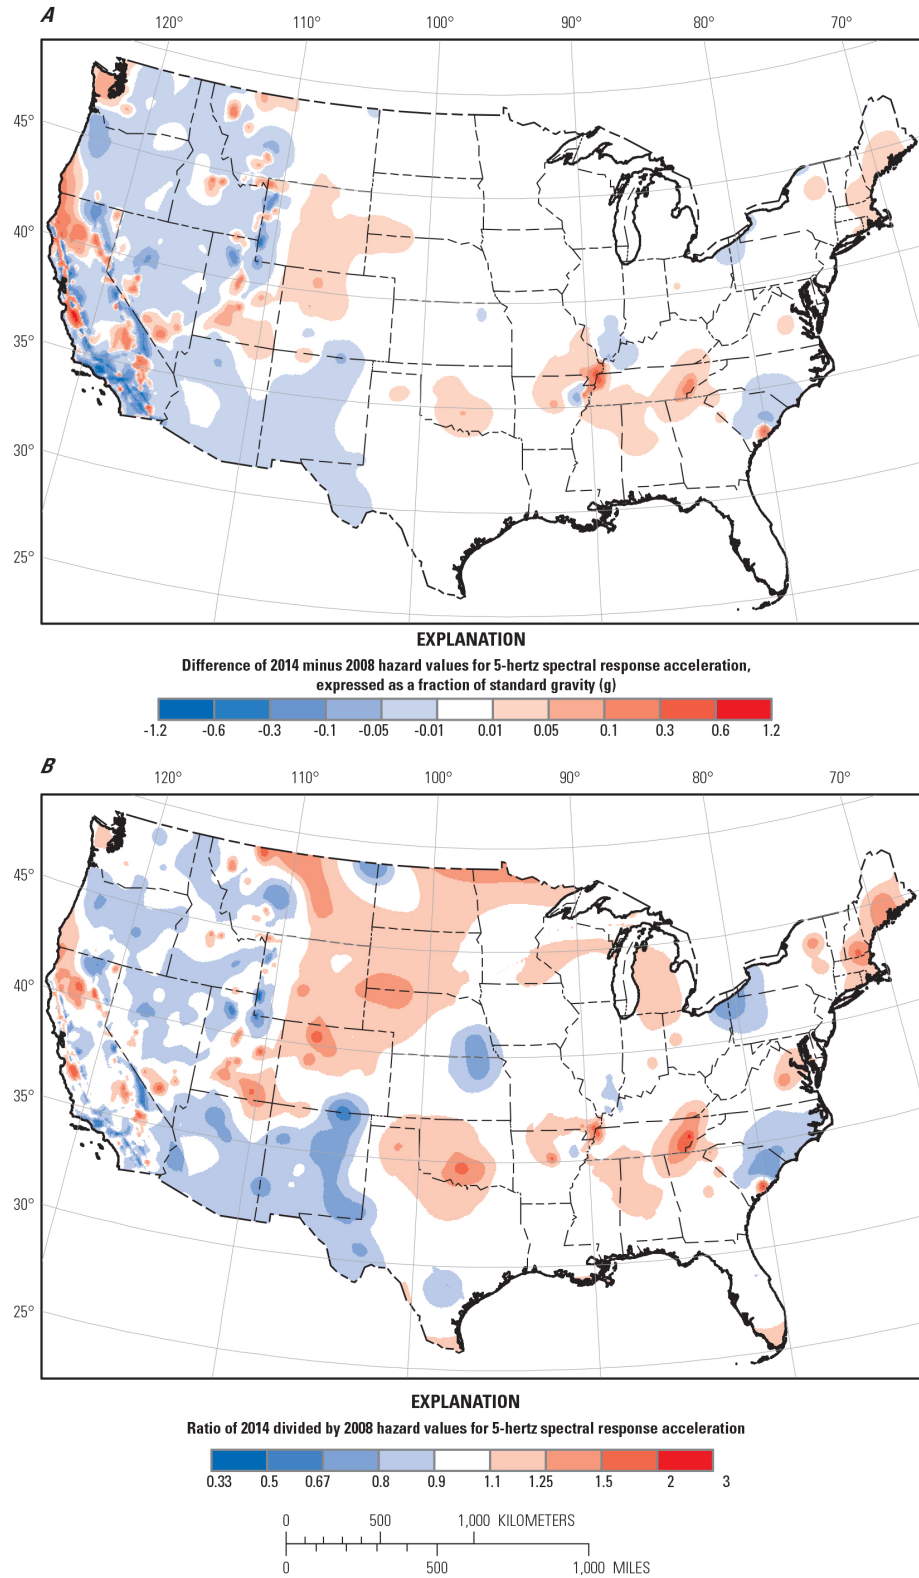 A
120° 110° 100° 90° 80° 70°
45°
40°
35°
30°
25°
EXPLANATION
Difference of 2014 minus 2008 hazard values for 5-hertz spectral response acceleration,
expressed as a fraction of standard gravity (g)
-1.2 -0.6 -0.3 -0.1 -0.05 -0.01 0.01 0.05 0.1 0.3 0.6 1.2
B
120° 110° 100° 90° 80° 70°
45°
40°
35°
30°
25°
EXPLANATION
Ratio of 2014 divided by 2008 hazard values for 5-hertz spectral response acceleration
0.33 0.5 0.67 0.8 0.9 1.1 1.25 1.5 2 3
0 500 1,000 KILOMETERS
0 500 1,000 MILES